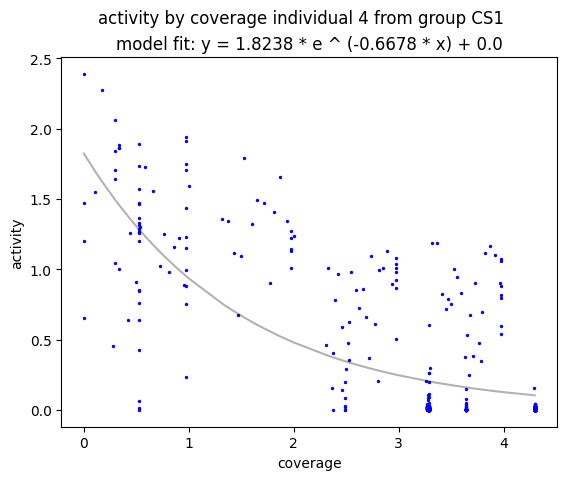 activity by coverage individual 4 from group CS1
model fit: y = 1.8238 * e ^ (-0.6678 * x) + 0.0
2.5
2.0
1.5
1.0
0.5
0.0
activity
0 1 2 3 4
coverage